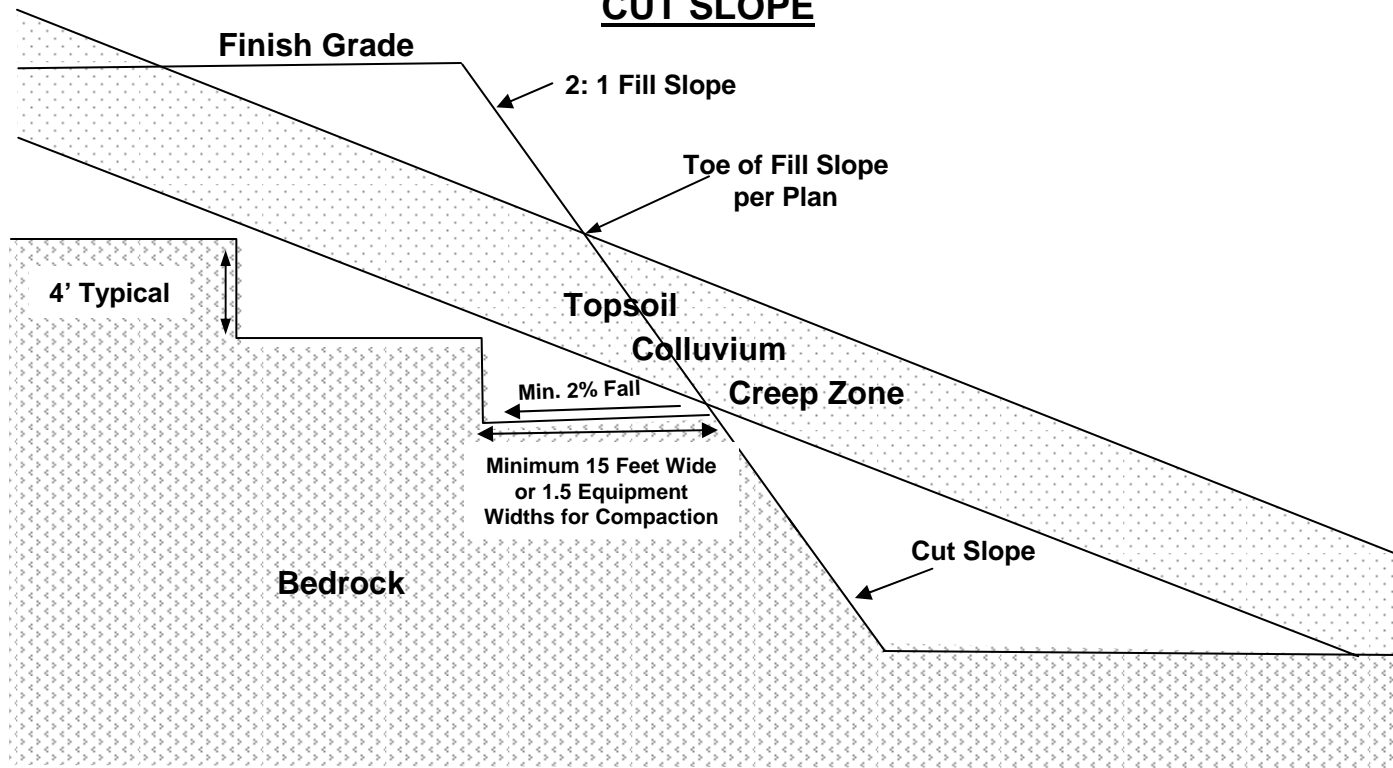 CUT SLOPE
Finish Grade
2: 1 Fill Slope
Toe of Fill Slope
per Plan
4’ Typical
Topsoil
Colluvium
Creep Zone
Min. 2% Fall
Minimum 15 Feet Wide
or 1.5 Equipment
Widths for Compaction
Cut Slope
Bedrock